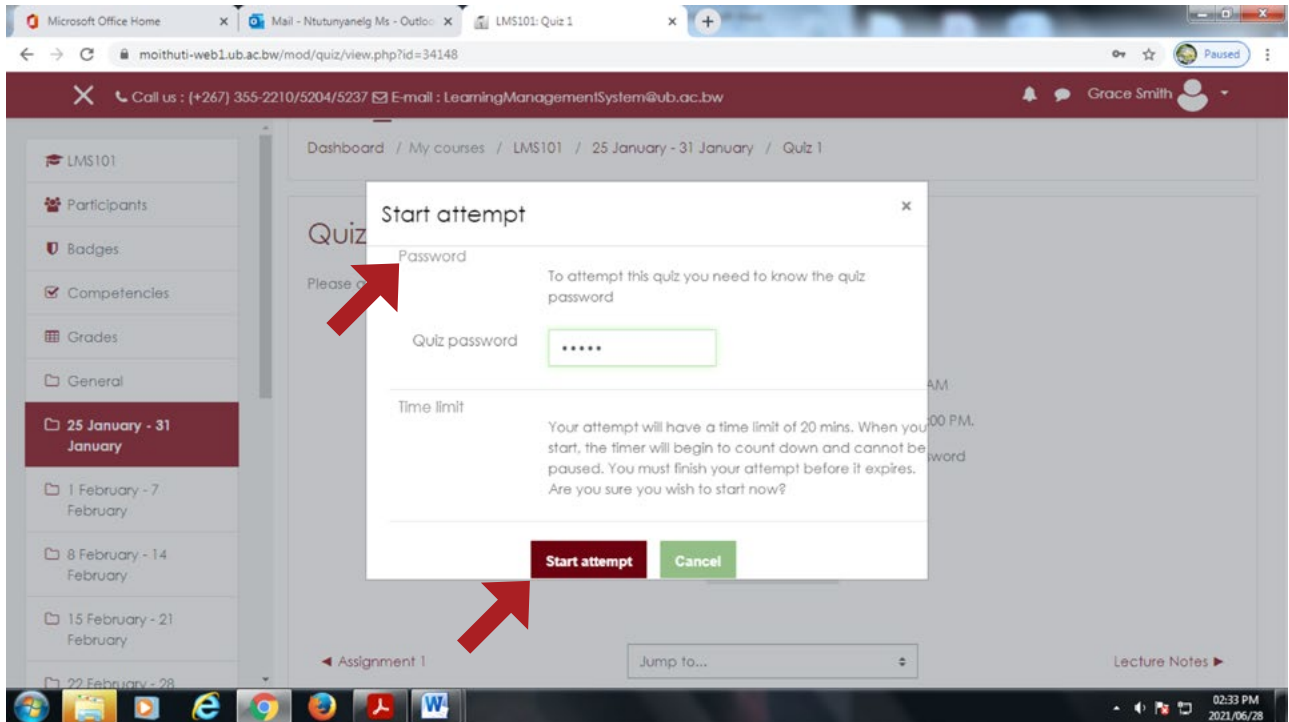 Microsoft Office Home
Mail - Ntutunyanelg Ms - Outloo
LMS101: Quiz 1
moithuti-web1.ub.ac.bw/mod/quiz/view.php?id=34148
Paused
Call us : (+267) 355-2210/5204/5237 E-mail : LearningManagementSystem@ub.ac.bw
Grace Smith
Dashboard / My courses / LMS101 / 25 January - 31 January / Quiz 1
LMS101
Participants
Badges
Competencies
Grades
General
25 January - 31
January
1 February - 7
February
8 February - 14
February
15 February - 21
February
22 February - 28
Quiz
Please
Start attempt
×
Password
To attempt this quiz you need to know the quiz
password
Quiz password
•••••
Time limit
Your attempt will have a time limit of 20 mins. When you
start, the timer will begin to count down and cannot be
paused. You must finish your attempt before it expires.
Are you sure you wish to start now?
Start attempt
Cancel
AM
:00 PM.
word
Assignment 1
Jump to...
Lecture Notes
02:33 PM
2021/06/28